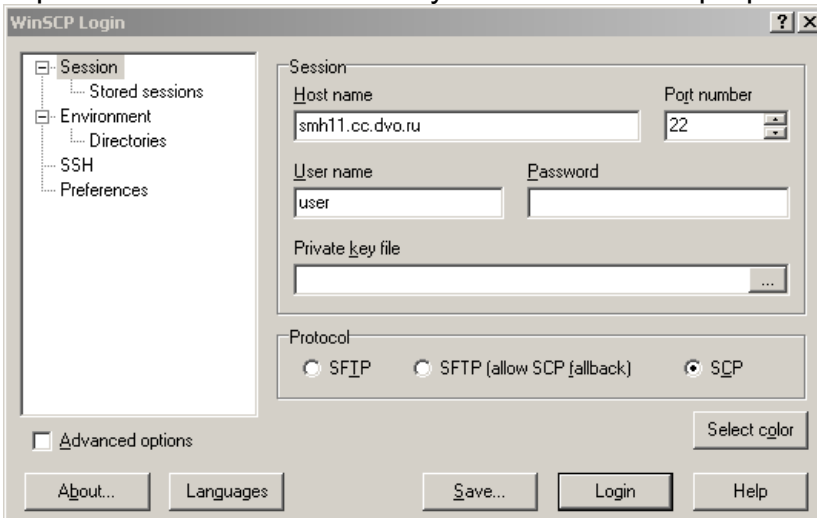 WinSCP Login
Session
Stored sessions
Environment
Directories
SSH
Preferences
Session
Host name
Port number
smh11.cc.dvo.ru
22
User name
Password
user
Private key file
...
Protocol
SFTP
SFTP (allow SCP fallback)
SCP
Advanced options
Select color
About...
Languages
Save...
Login
Help